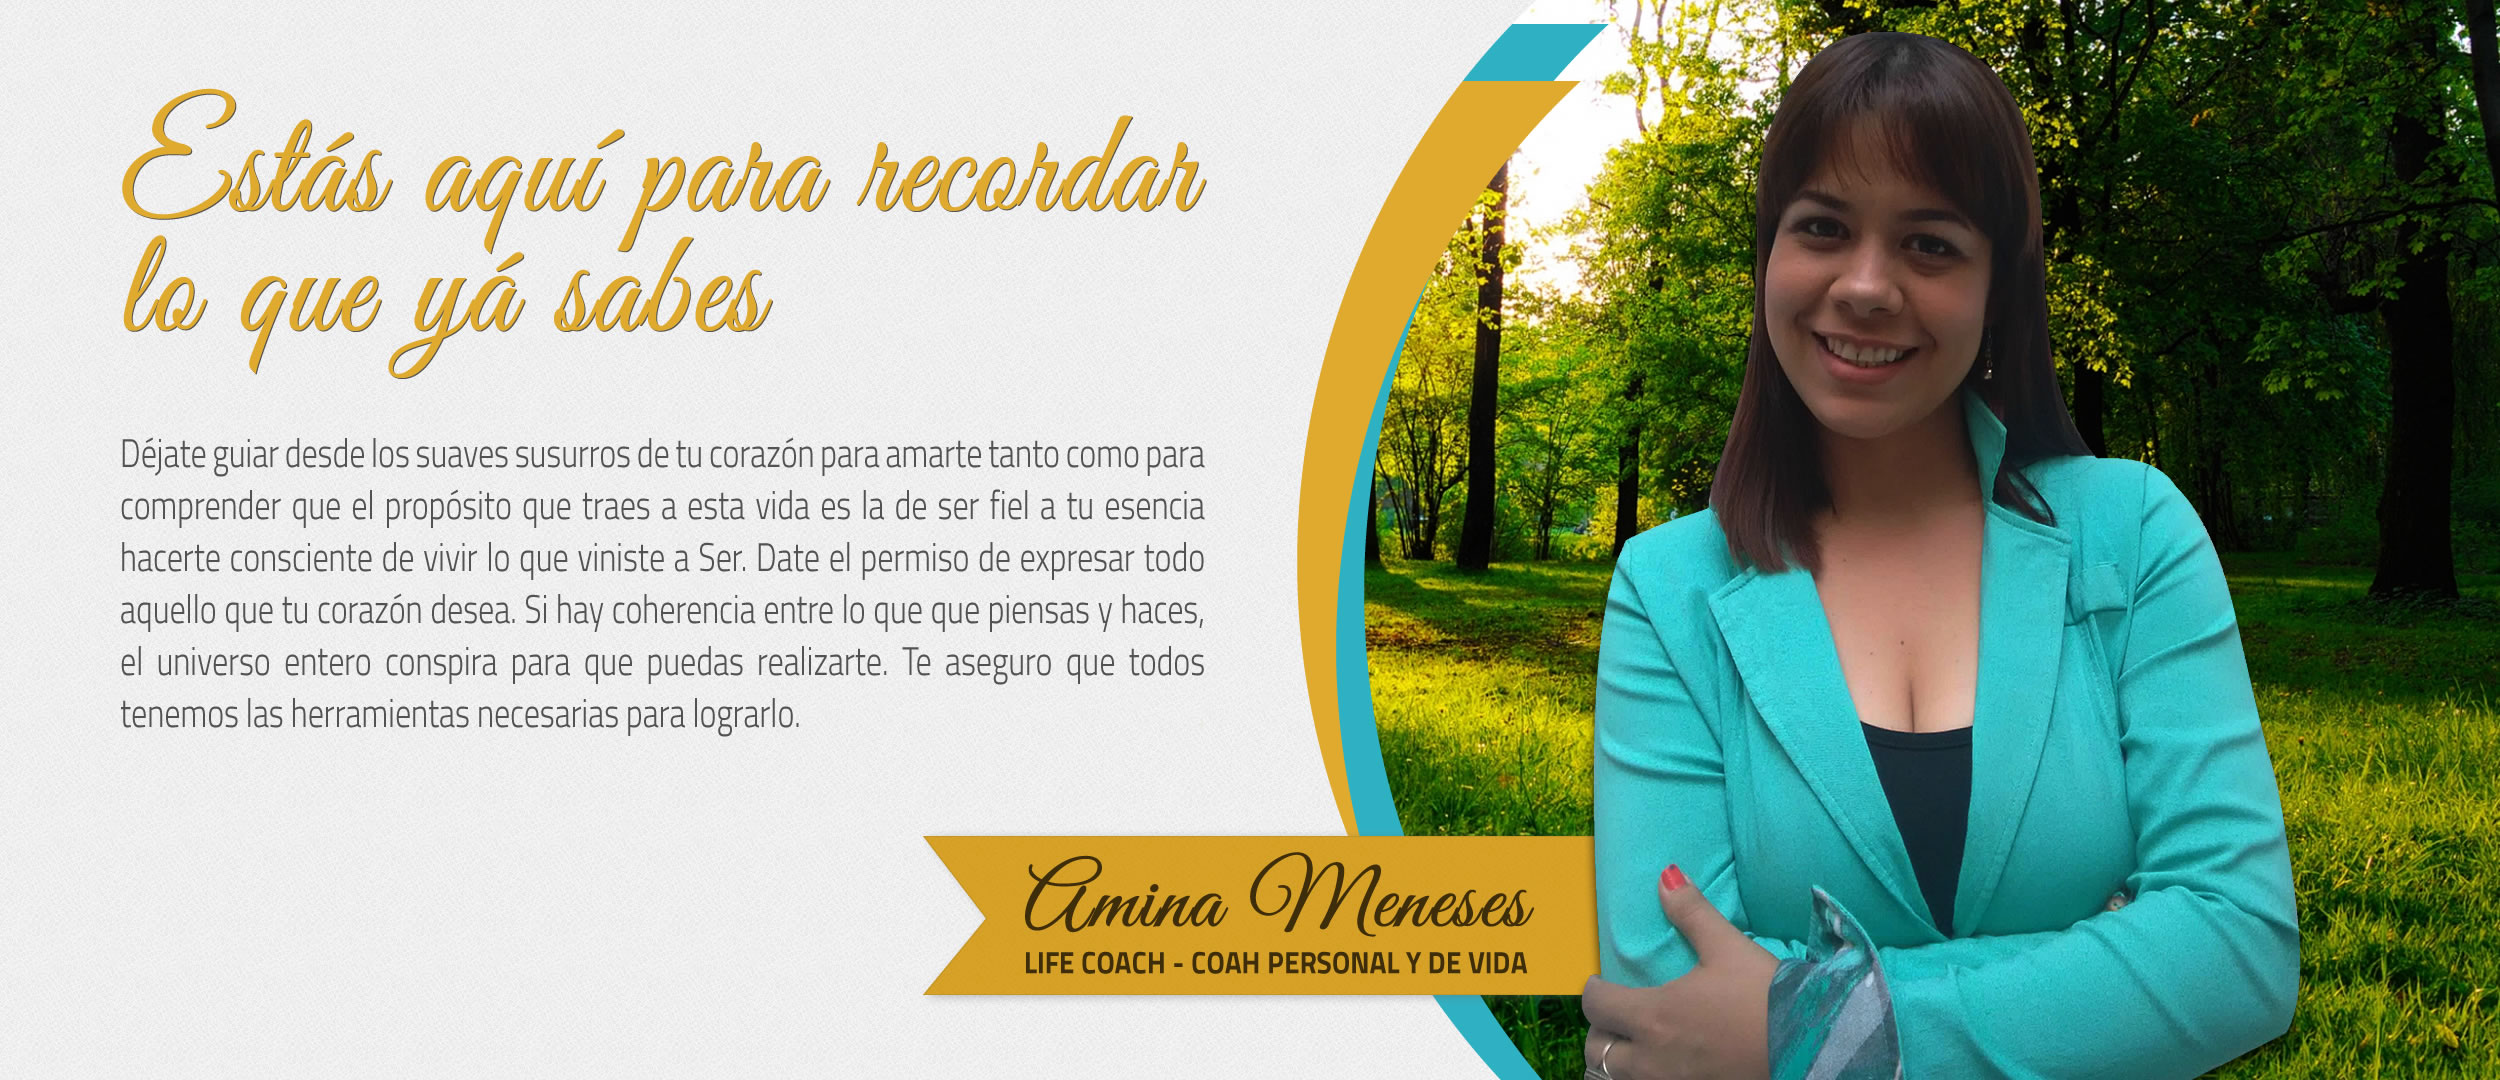 Estás aquí para recordar
lo que yá sabes
Déjate guiar desde los suaves susurros de tu corazón para amarte tanto como para
comprender que el propósito que traes a esta vida es la de ser fiel a tu esencia
hacerte consciente de vivir lo que viniste a Ser. Date el permiso de expresar todo
aquello que tu corazón desea. Si hay coherencia entre lo que que piensas y haces,
el universo entero conspira para que puedas realizarte. Te aseguro que todos
tenemos las herramientas necesarias para lograrlo.
Amina Meneses
LIFE COACH - COAH PERSONAL Y DE VIDA